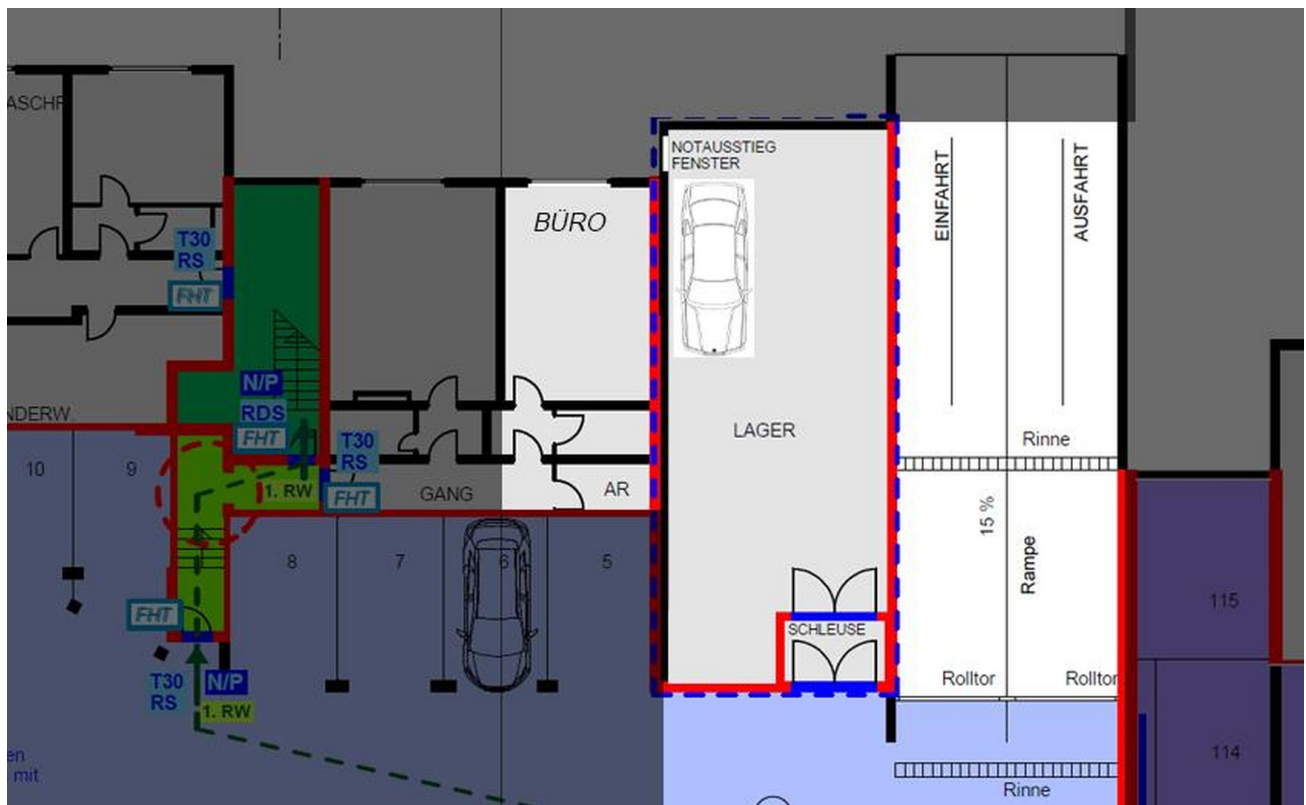 ASCHR
NOTAUSSTIEG
FENSTER
EINFAHRT
AUSFAHRT
BÜRO
T30
RS
FHT
N/P
RDS
FHT
NDERW.
LAGER
T30
RS
FHT
Rinne
10
9
1. RW
GANG
AR
15 %
Rampe
8
7
6
5
115
FHT
SCHLEUSE
T30
RS
N/P
1. RW
Rolltor
Rolltor
en
mit
114
Rinne